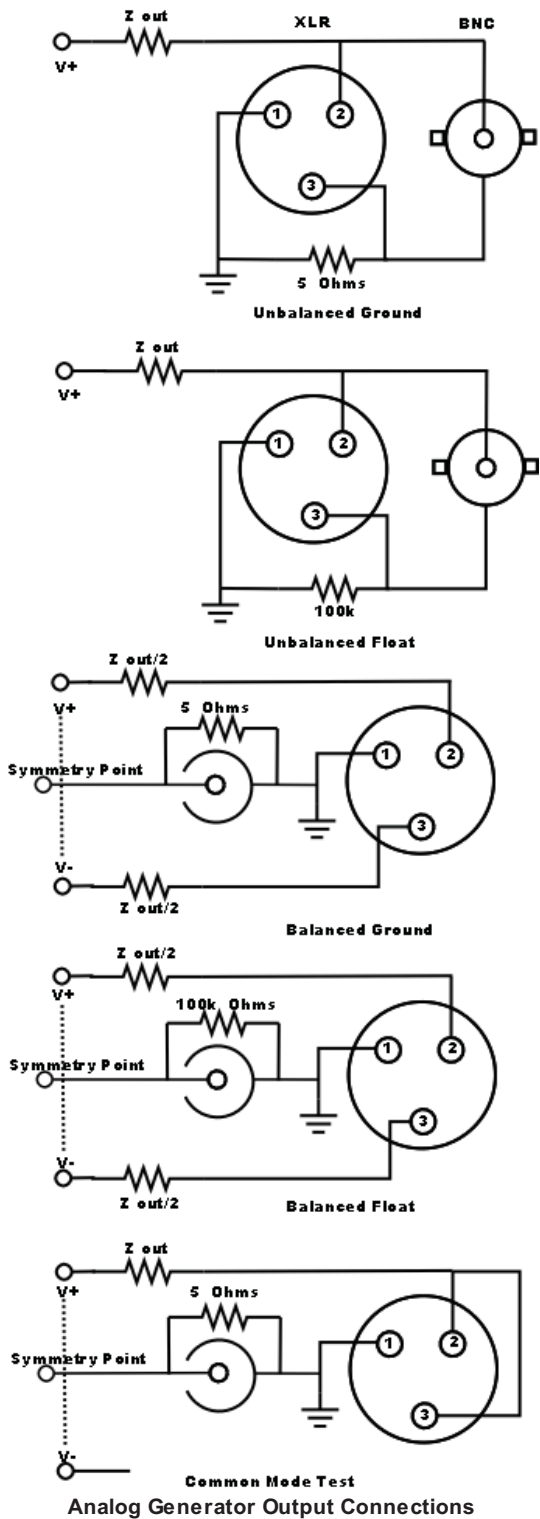 Z out
XLR
BNC
V+
1
2
3
5 Ohms
Unbalanced Ground
Z out
V+
1
2
3
100k
Unbalanced Float
Z out/2
V+
5 Ohms
1
2
Symmetry Point
3
V-
Z out/2
Balanced Ground
Z out/2
V+
100k Ohms
1
2
Symmetry Point
3
V-
Z out/2
Balanced Float
Z out
V+
5 Ohms
1
2
Symmetry Point
3
V-
Common Mode Test
Analog Generator Output Connections